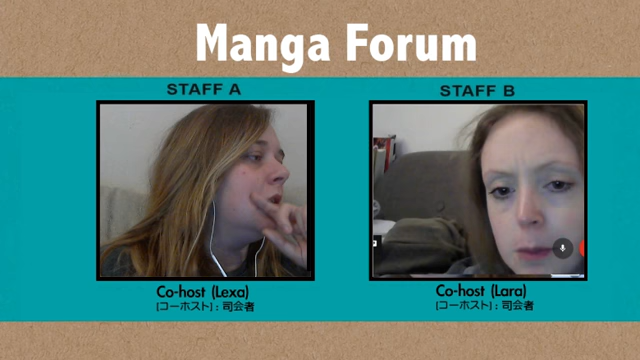 Manga Forum
STAFF A
STAFF B
Co-host (Lexa)
[コーホスト] : 司会者
Co-host (Lara)
[コーホスト] : 司会者